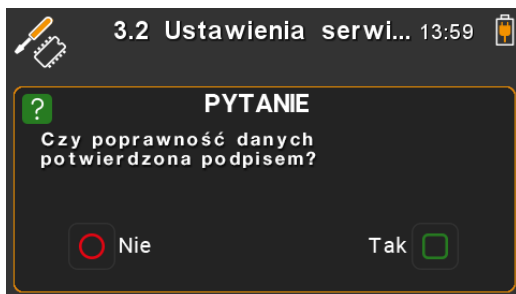 3.2 Ustawienia serwi... 13:59
PYTANIE
Czy poprawność danych
potwierdzona podpisem?
Nie Tak